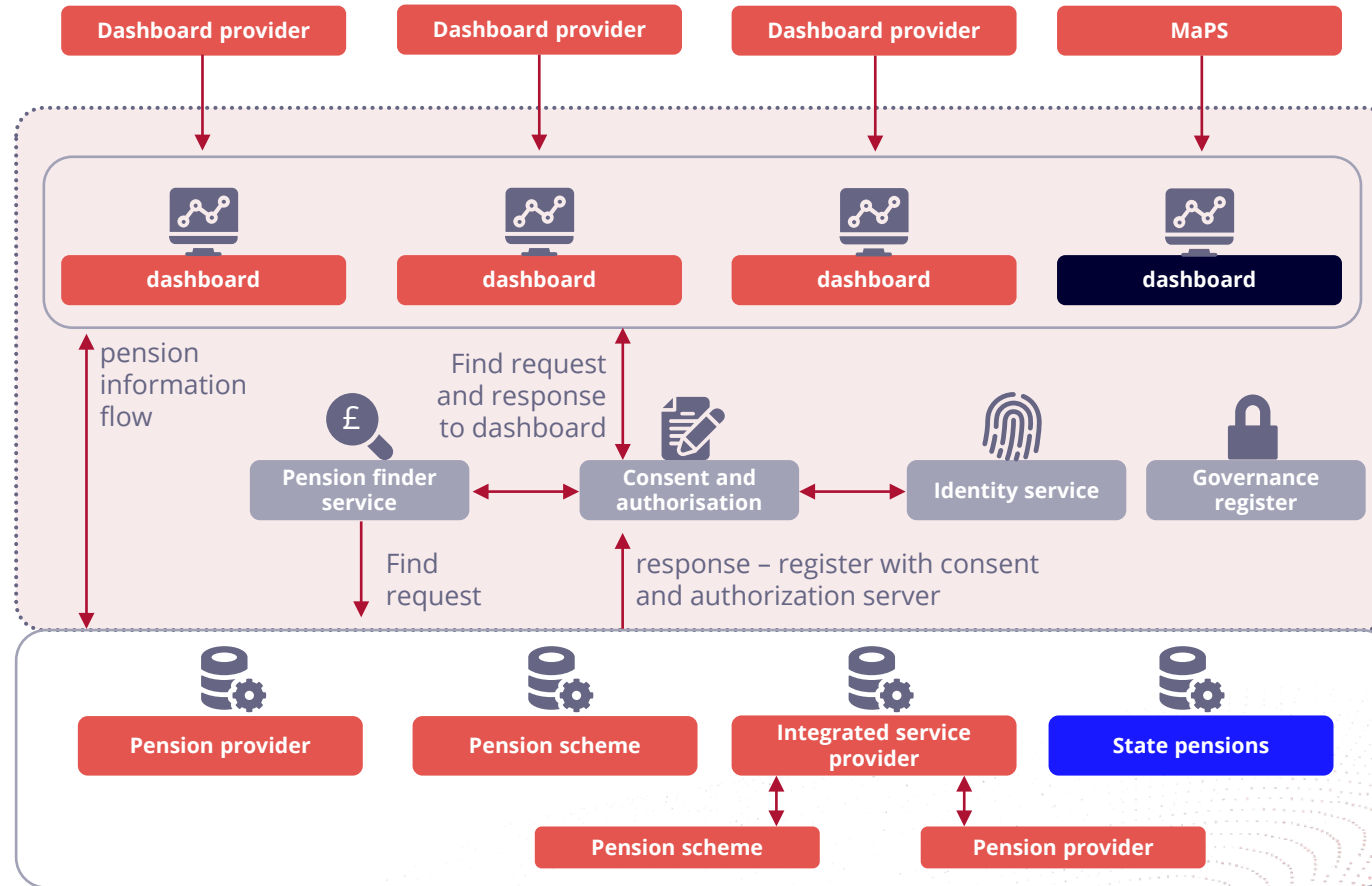 Dashboard provider
Dashboard provider
Dashboard provider
MaPS
dashboard
dashboard
dashboard
dashboard
pension
information
flow
Find request
and response
to dashboard
£
Pension finder
service
Consent and
authorisation
Identity service
Governance
register
Find
request
response – register with consent
and authorization server
Pension provider
Pension scheme
Integrated service
provider
State pensions
Pension scheme
Pension provider